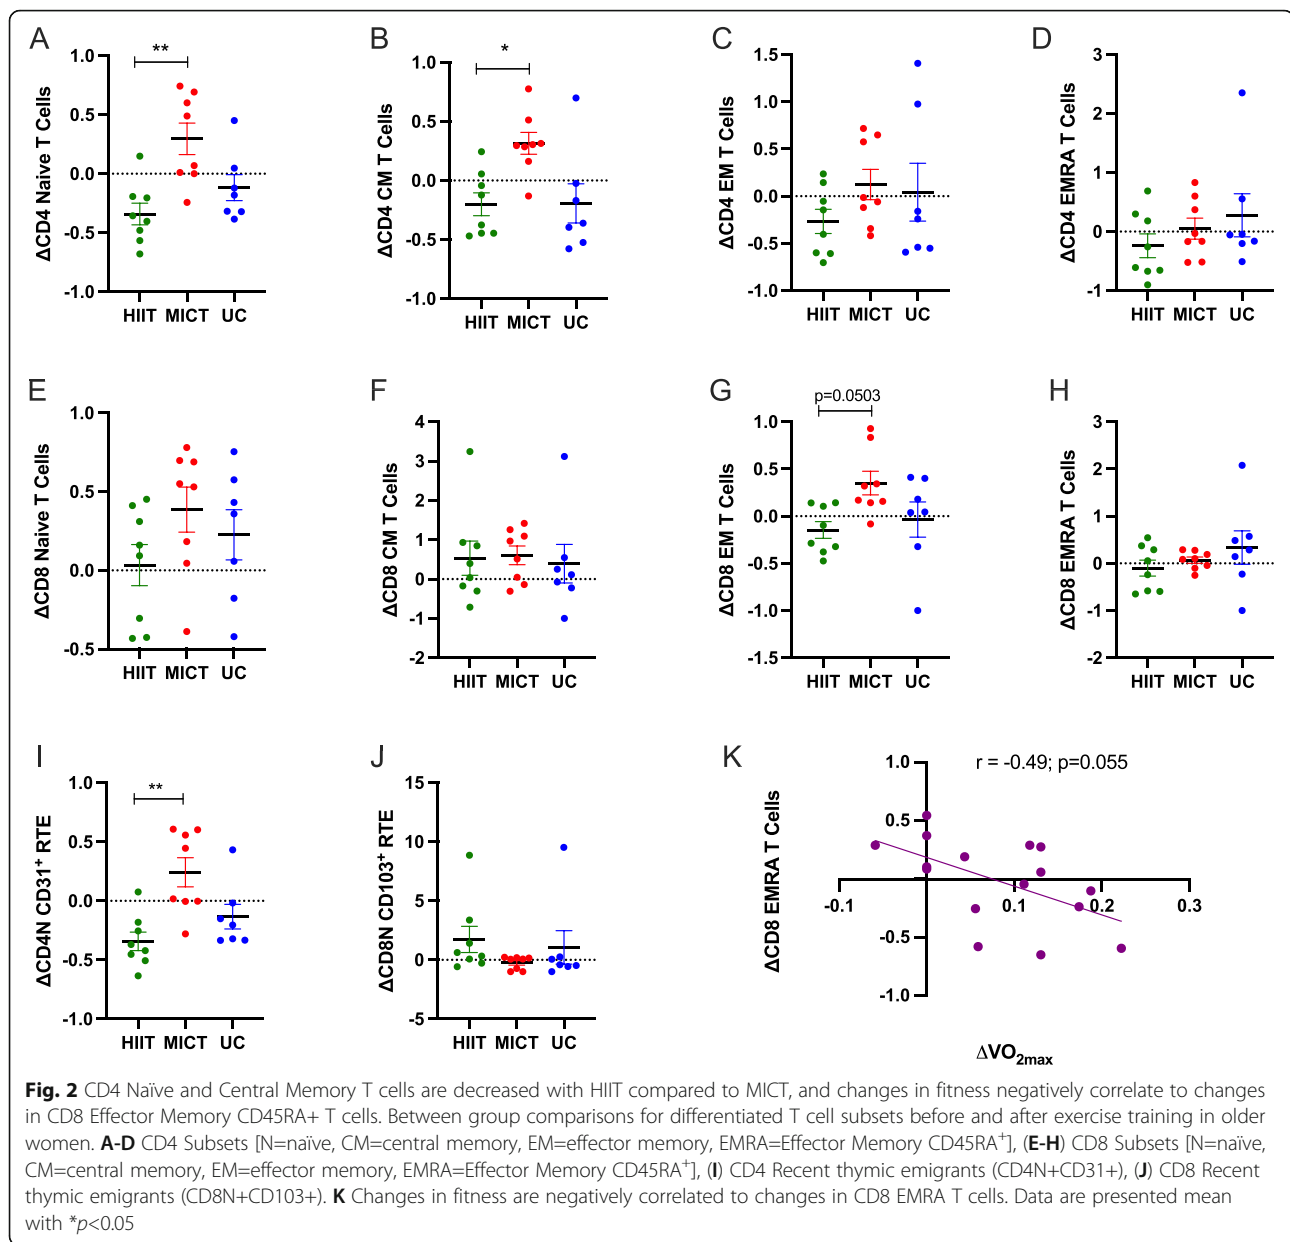 A
B
C
D
**
*
ΔCD4 Naive T Cells
1.0
0.5
0.0
-0.5
-1.0
HIIT MICT UC
ΔCD4 CM T Cells
1.0
0.5
0.0
-0.5
-1.0
HIIT MICT UC
ΔCD4 EM T Cells
1.5
1.0
0.5
0.0
-0.5
-1.0
HIIT MICT UC
ΔCD4 EMRA T Cells
3
2
1
0
-1
HIIT MICT UC
E
F
G
H
p=0.0503
ΔCD8 Naive T Cells
1.0
0.5
0.0
-0.5
HIIT MICT UC
ΔCD8 CM T Cells
4
3
2
1
0
-1
-2
HIIT MICT UC
ΔCD8 EM T Cells
1.0
0.5
0.0
-0.5
-1.0
-1.5
HIIT MICT UC
ΔCD8 EMRA T Cells
3
2
1
0
-1
-2
HIIT MICT UC
I
J
K
**
ΔCD4N CD31⁺ RTE
1.0
0.5
0.0
-0.5
-1.0
HIIT MICT UC
ΔCD8N CD103⁺ RTE
15
10
5
0
-5
HIIT MICT UC
r = -0.49; p=0.055
ΔCD8 EMRA T Cells
1.0
0.5
-0.5
-1.0
-0.1 0.1 0.3
ΔVO₂max
Fig. 2 CD4 Naïve and Central Memory T cells are decreased with HIIT compared to MICT, and changes in fitness negatively correlate to changes
in CD8 Effector Memory CD45RA+ T cells. Between group comparisons for differentiated T cell subsets before and after exercise training in older
women. A-D CD4 Subsets [N=naïve, CM=central memory, EM=effector memory, EMRA=Effector Memory CD45RA⁺], (E-H) CD8 Subsets [N=naïve,
CM=central memory, EM=effector memory, EMRA=Effector Memory CD45RA⁺], (I) CD4 Recent thymic emigrants (CD4N+CD31+), (J) CD8 Recent
thymic emigrants (CD8N+CD103+). K Changes in fitness are negatively correlated to changes in CD8 EMRA T cells. Data are presented mean
with *p<0.05